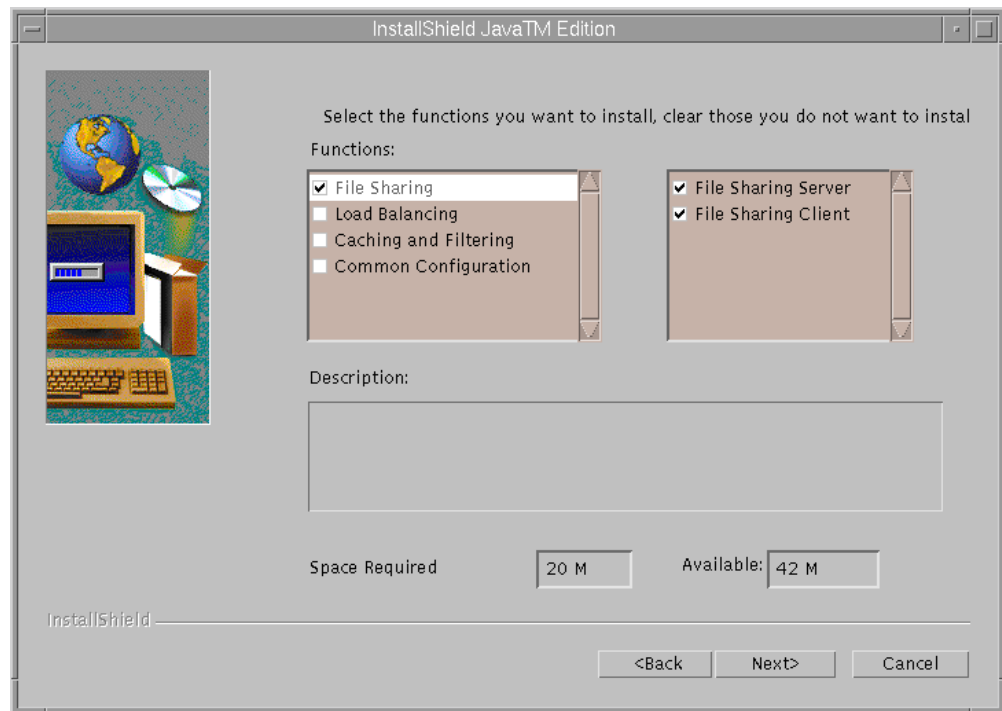 InstallShield JavaTM Edition
Select the functions you want to install, clear those you do not want to instal
Functions:
File Sharing
Load Balancing
Caching and Filtering
Common Configuration
File Sharing Server
File Sharing Client
Description:
Space Required 20 M Available: 42 M
InstallShield
<Back Next> Cancel